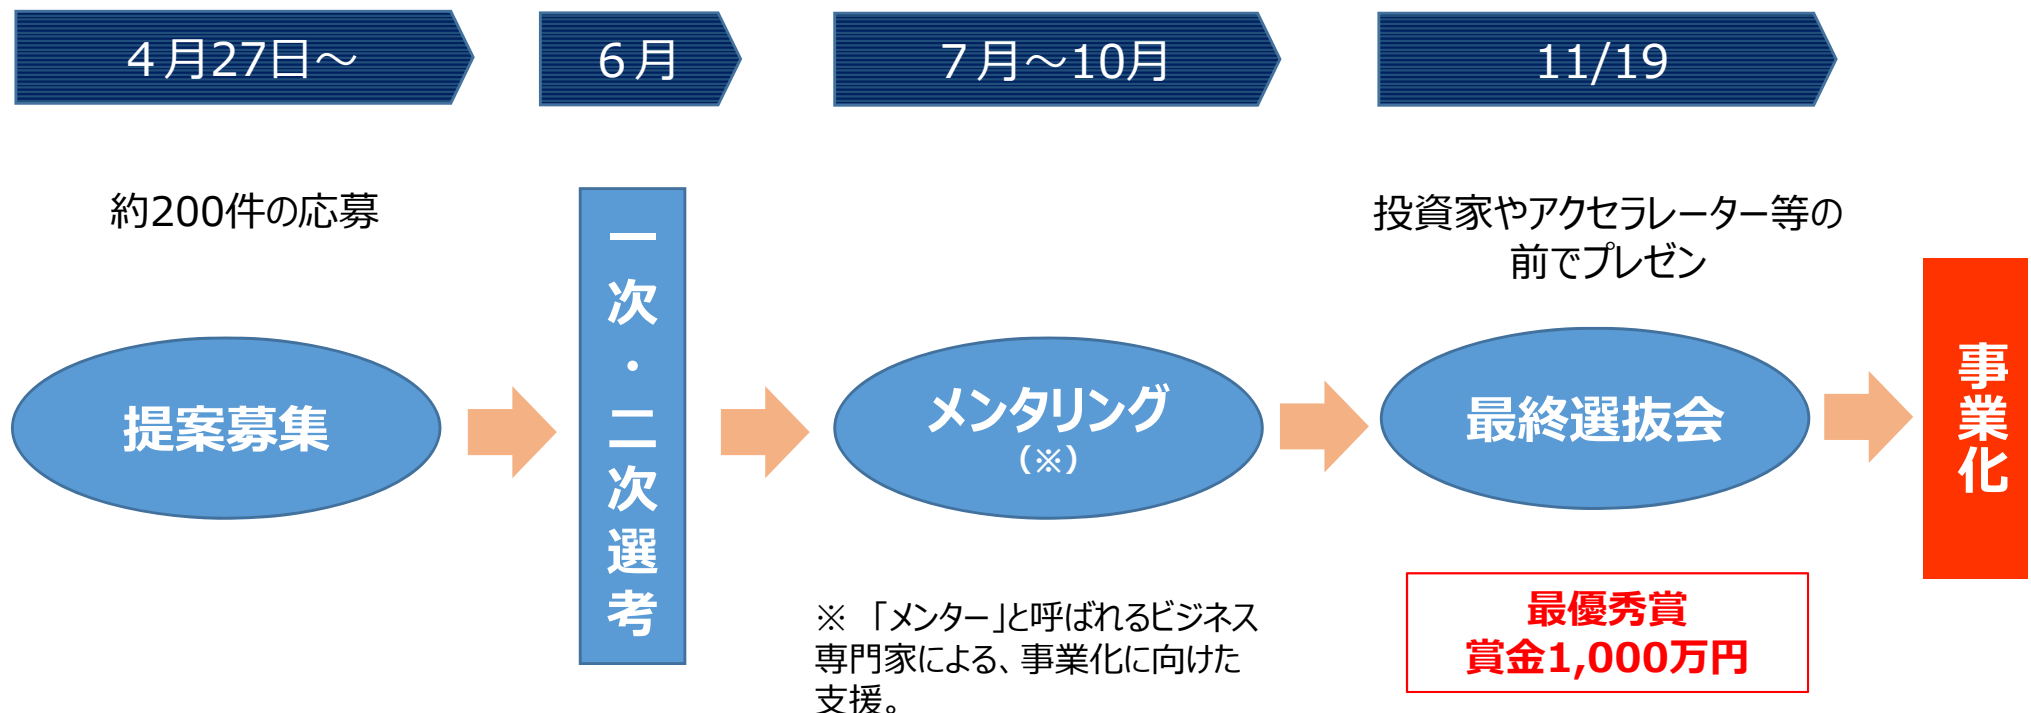 ４月27日～
６月
７月～10月
11/19
約200件の応募
投資家やアクセラレーター等の
前でプレゼン
提案募集
一次・二次選考
メンタリング
（※）
最終選抜会
事業化
※ 「メンター」と呼ばれるビジネス
専門家による、事業化に向けた
支援。
最優秀賞
賞金1,000万円